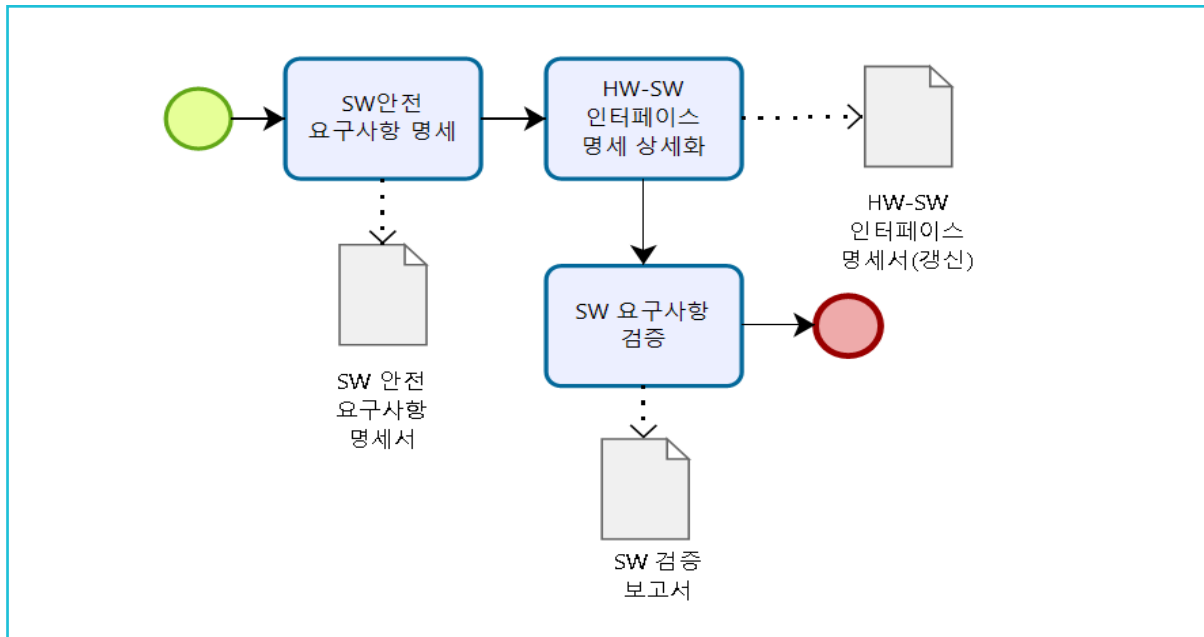 SW안전
요구사항 명세
HW-SW
인터페이스
명세 상세화
HW-SW
인터페이스
명세서(갱신)
SW 요구사항
검증
SW 안전
요구사항
명세서
SW 검증
보고서